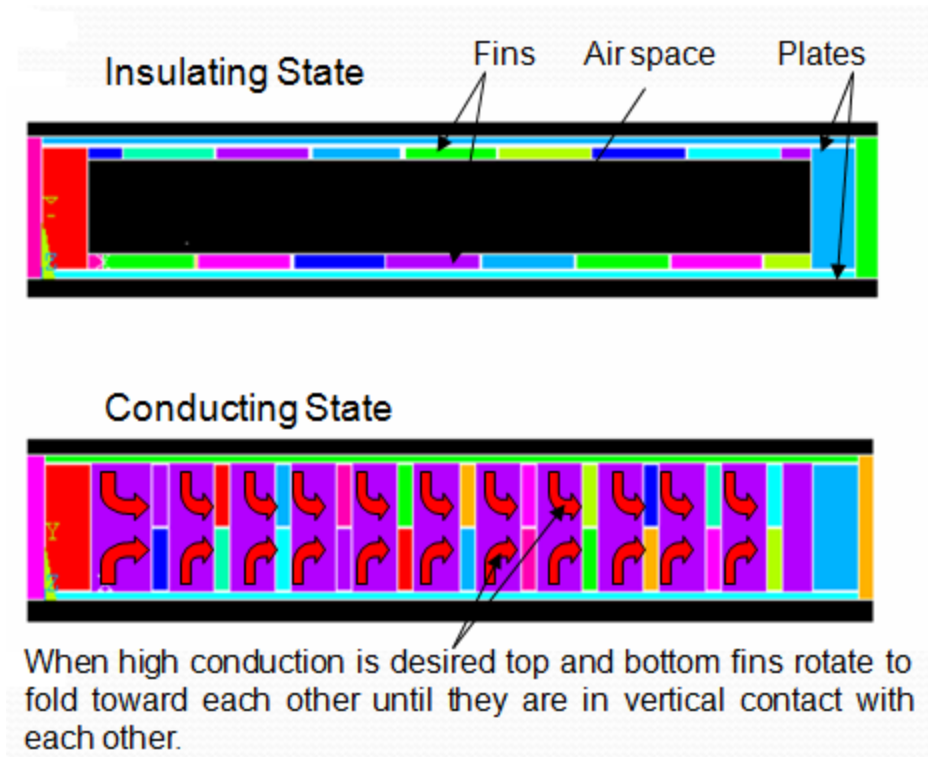 Insulating State
Fins
Air space
Plates
Conducting State
Y
When high conduction is desired top and bottom fins rotate to
fold toward each other until they are in vertical contact with
each other.